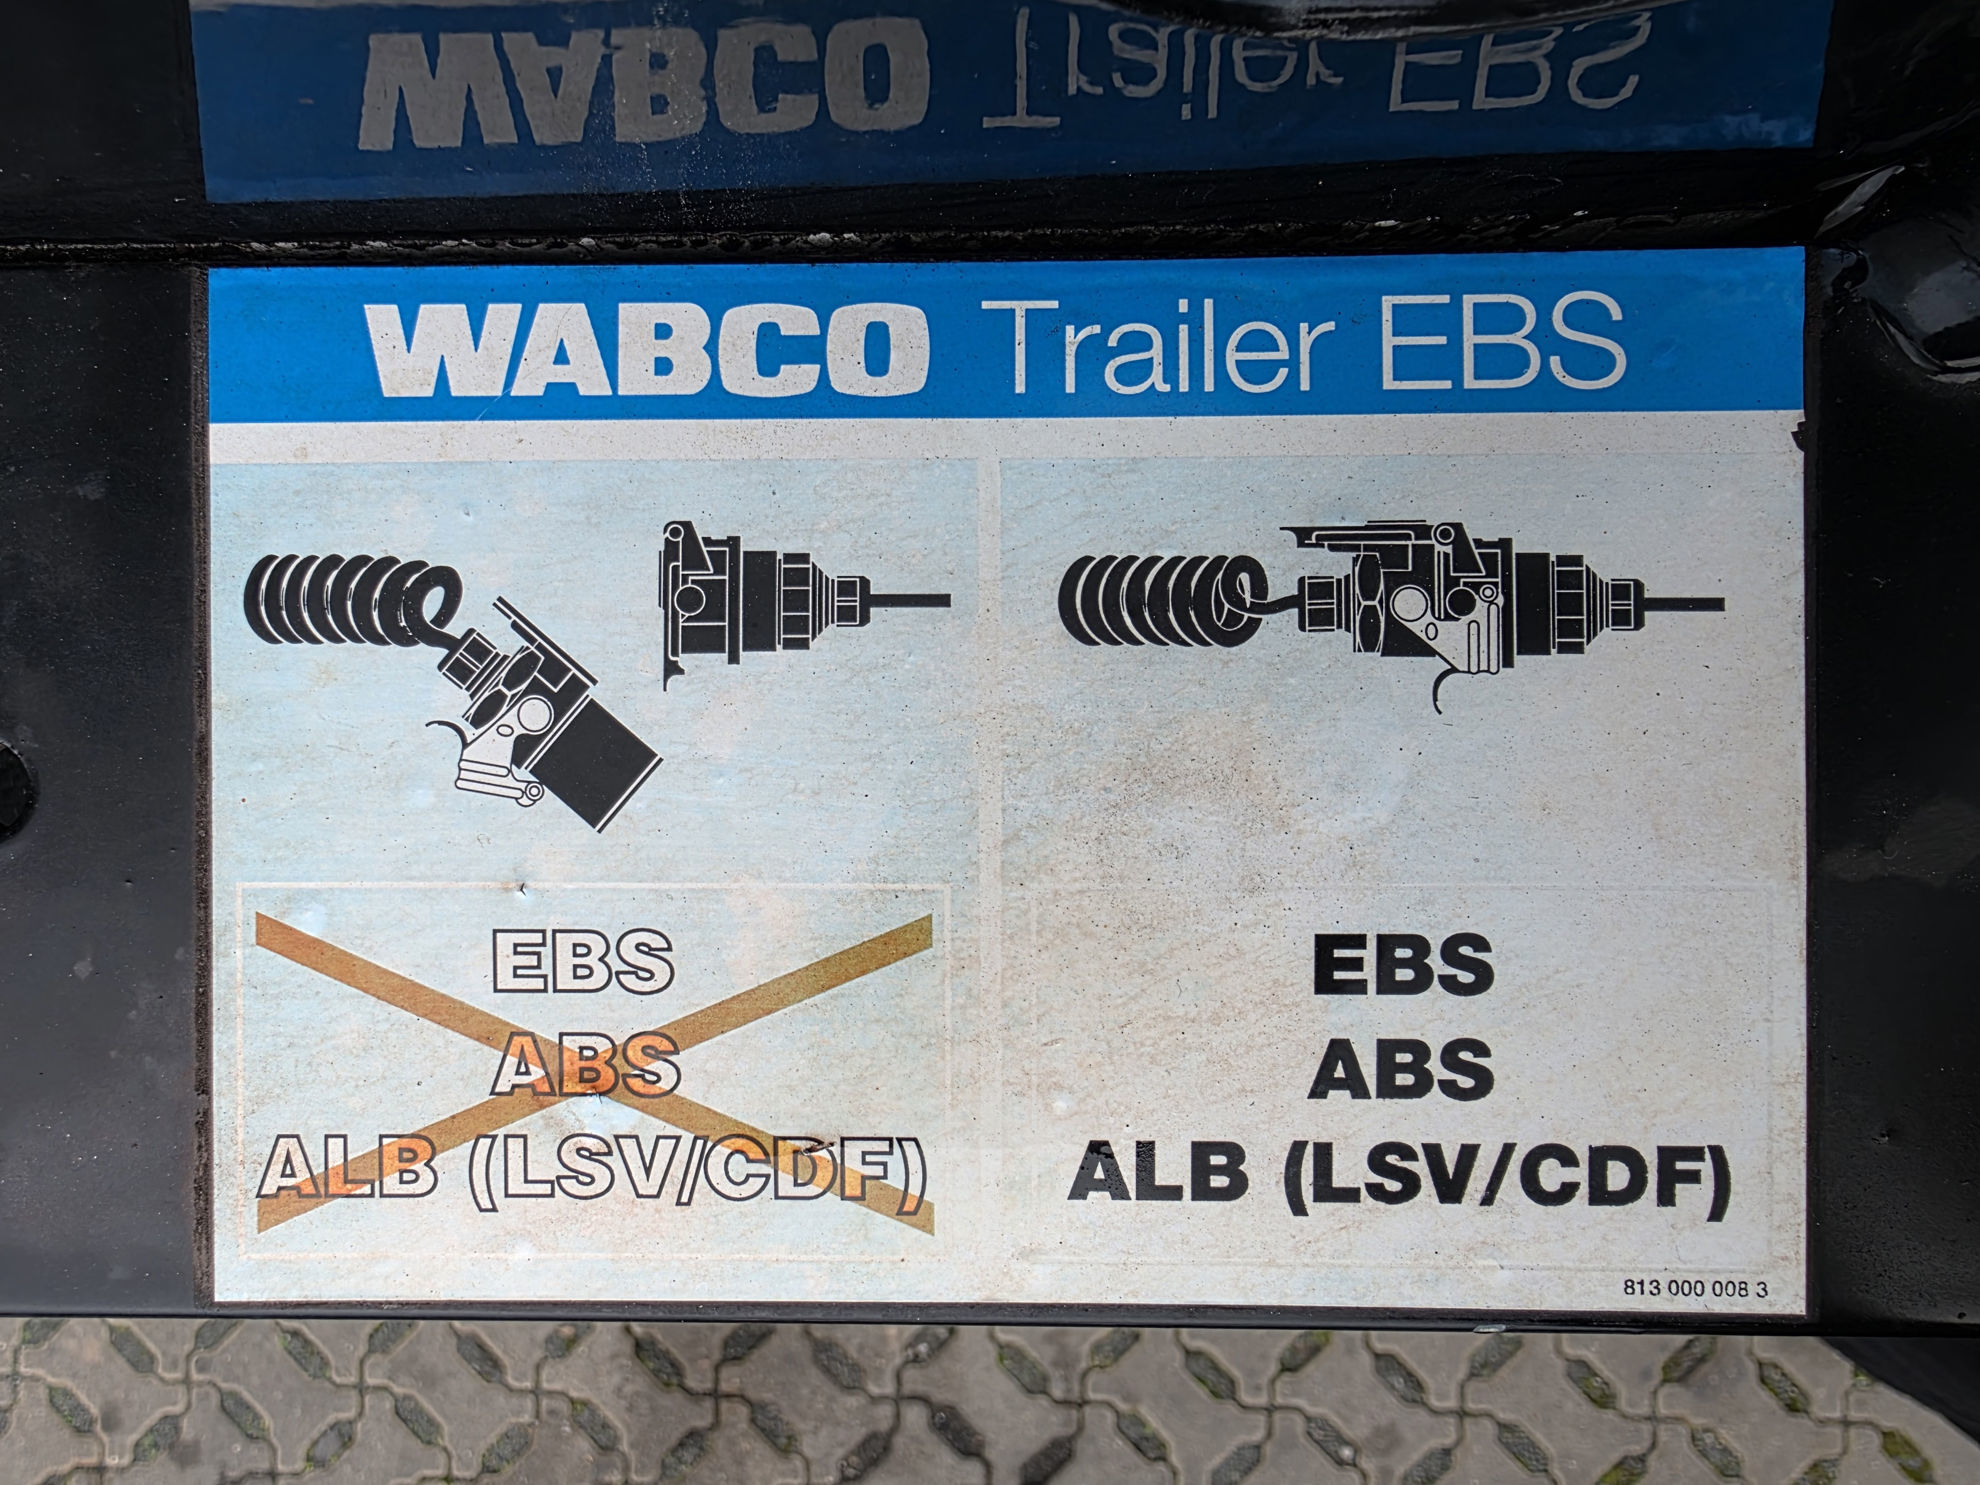 WABCO Trailer EBS
WABCO Trailer EBS
EBS
ABS
ALB (LSV/CDF)
EBS
ABS
ALB (LSV/CDF)
813 000 008 3